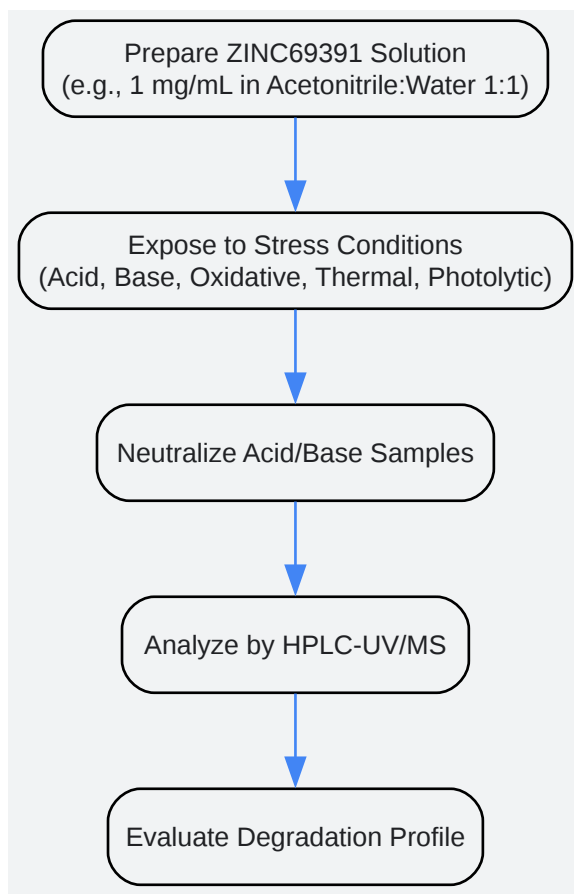 Prepare ZINC69391 Solution
(e.g., 1 mg/mL in Acetonitrile:Water 1:1)
Expose to Stress Conditions
(Acid, Base, Oxidative, Thermal, Photolytic)
Neutralize Acid/Base Samples
Analyze by HPLC-UV/MS
Evaluate Degradation Profile